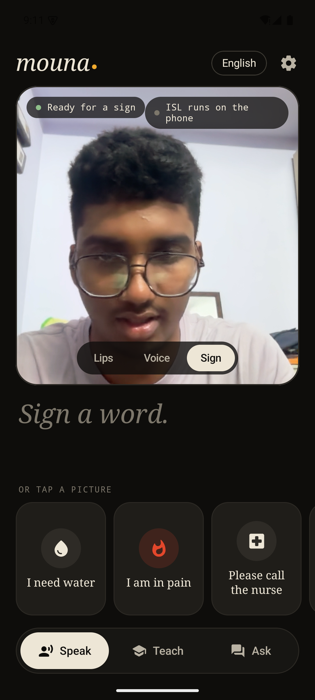 mouna.
English
Ready for a sign
ISL runs on the
phone
Lips
Voice
Sign
Sign a word.
OR TAP A PICTURE
I need water
I am in pain
Please call
the nurse
Speak
Teach
Ask